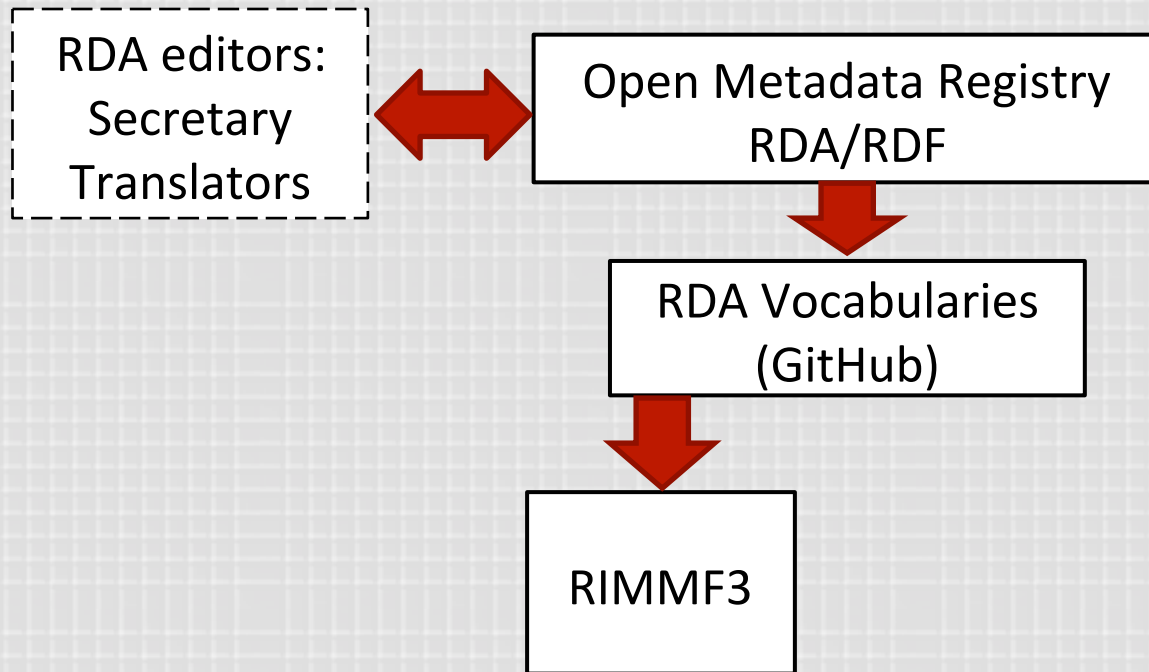 RDA editors:
Secretary
Translators
Open Metadata Registry
RDA/RDF
RDA Vocabularies
(GitHub)
RIMMF3